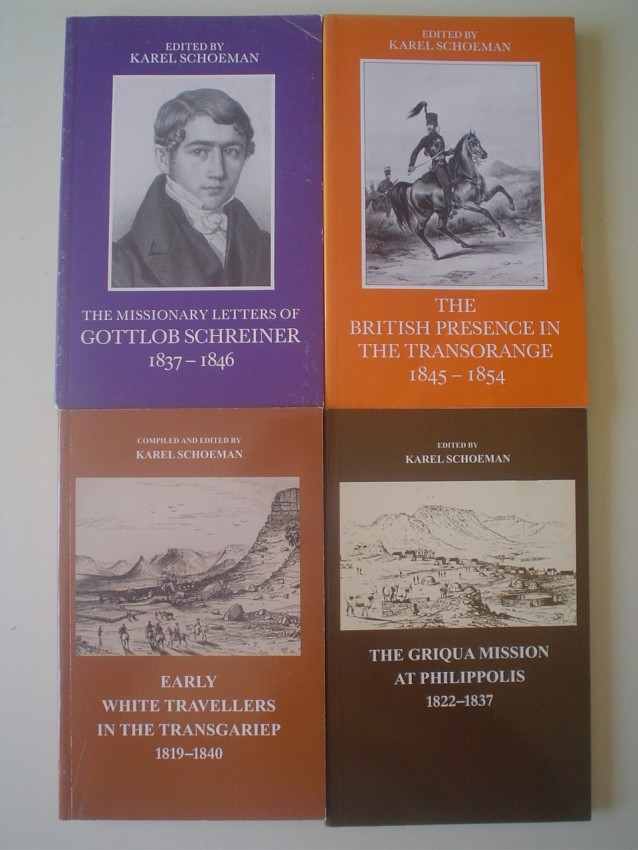 EDITED BY
KAREL SCHOEMAN
THE MISSIONARY LETTERS OF
GOTTLOB SCHREINER
1837 – 1846
EDITED BY
KAREL SCHOEMAN
THE
BRITISH PRESENCE IN
THE TRANSORANGE
1845 – 1854
COMPILED AND EDITED BY
KAREL SCHOEMAN
EARLY
WHITE TRAVELLERS
IN THE TRANSGARIEP
1819–1840
EDITED BY
KAREL SCHOEMAN
THE GRIQUA MISSION
AT PHILIPPOLIS
1822–1837